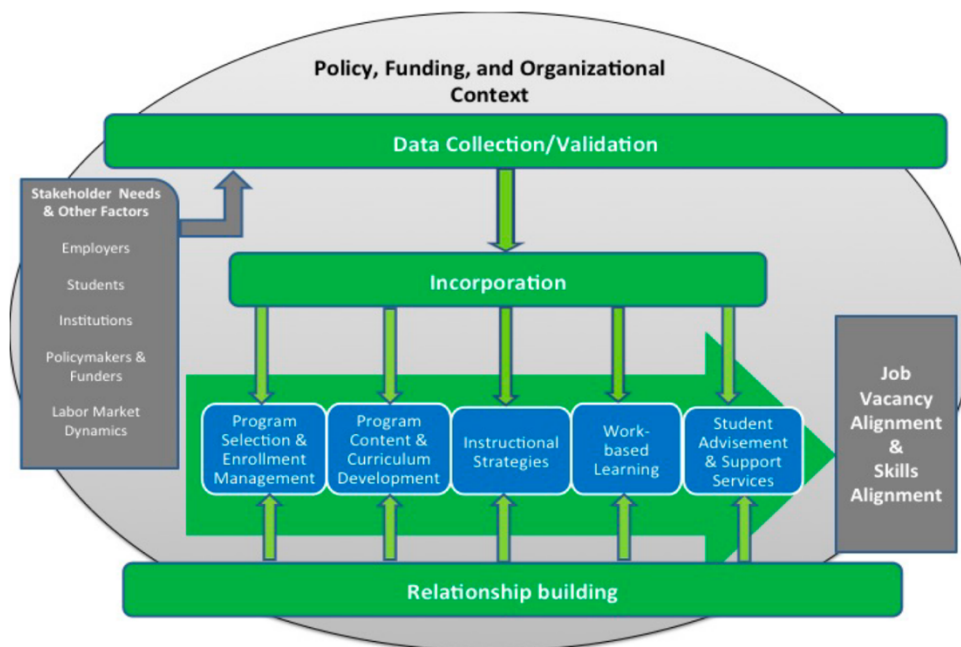 Policy, Funding, and Organizational
Context
Data Collection/Validation
Stakeholder Needs
& Other Factors
Employers
Students
Institutions
Policymakers &
Funders
Labor Market
Dynamics
Incorporation
Program
Selection &
Enrollment
Management
Program
Content &
Curriculum
Development
Instructional
Strategies
Work-
based
Learning
Student
Advisement
& Support
Services
Job
Vacancy
Alignment
&
Skills
Alignment
Relationship building